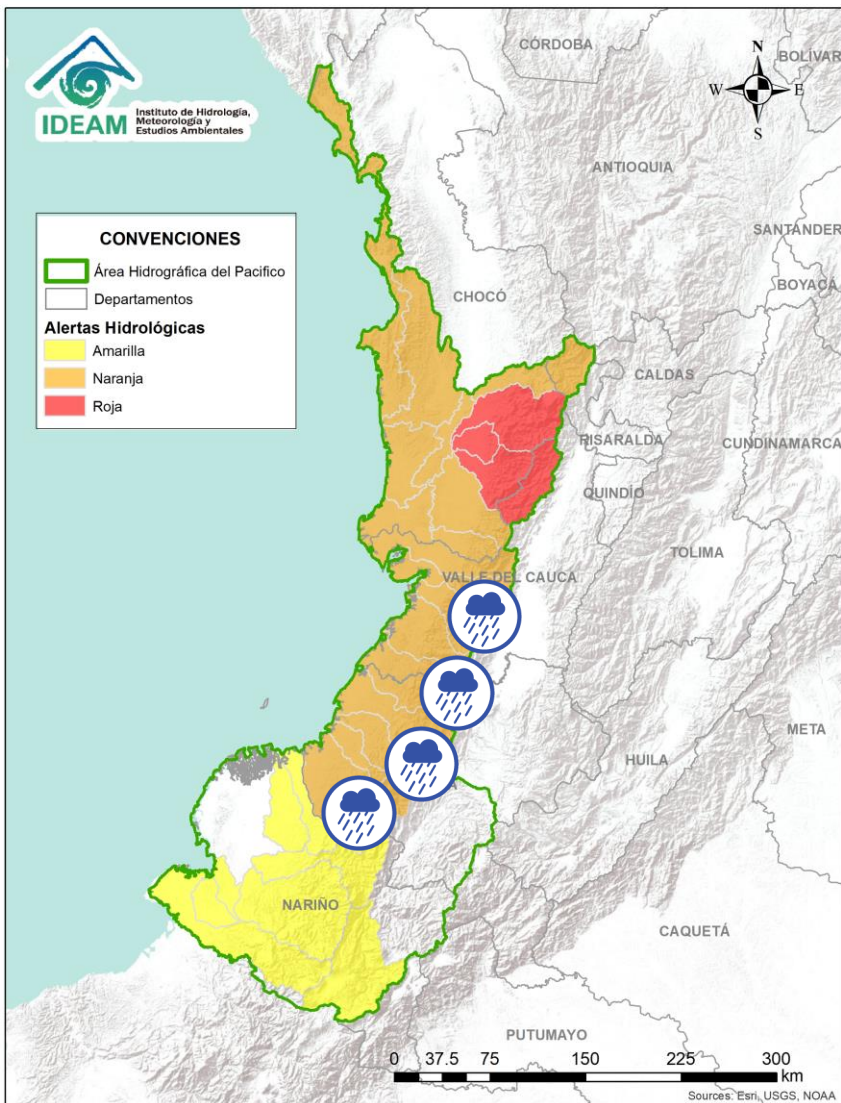 IDEAM
Instituto de Hidrología,
Meteorología y
Estudios Ambientales
CÓRDOBA
BOLÍVAR
N
W
E
S
ANTIOQUIA
SANTANDER
BOYACÁ
CONVENCIONES
Área Hidrográfica del Pacifico
Departamentos
Alertas Hidrológicas
Amarilla
Naranja
Roja
CHOCÓ
CALDAS
RISARALDA
CUNDINAMARCA
QUINDÍO
TOLIMA
VALLE DEL CAUCA
META
HUILA
A
NARIÑO
CAQUETÁ
PUTUMAYO
0 37.5 75 150 225 300
km
Sources: Esri, USGS, NOAA